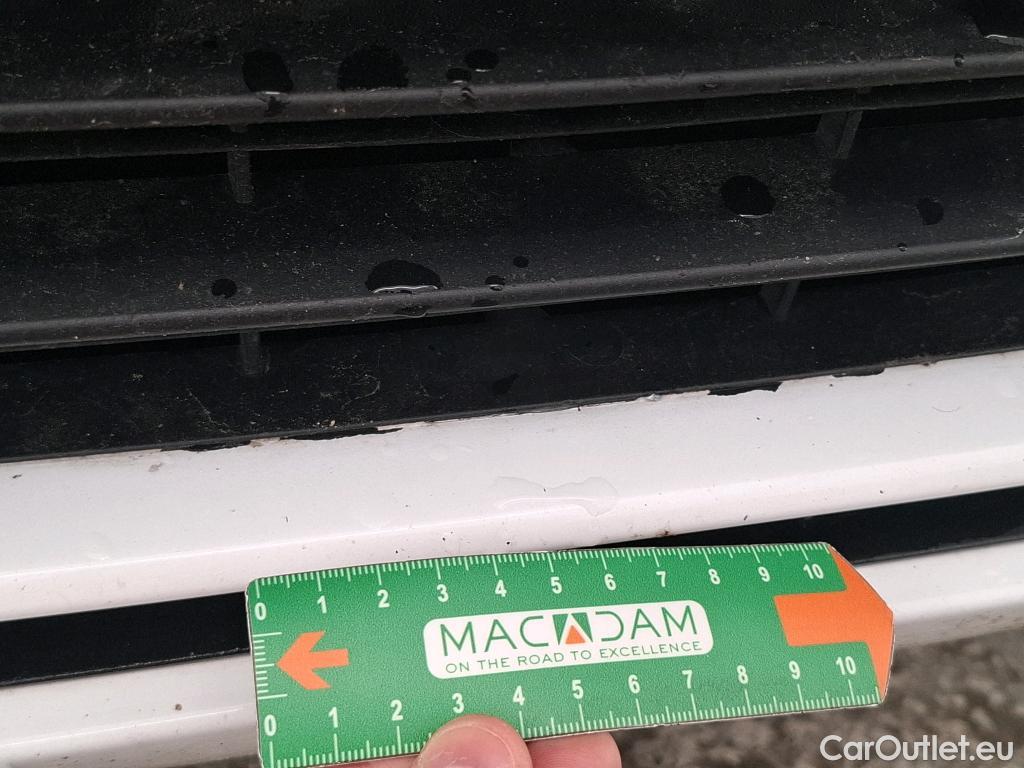 0 1 2 3 4 5 6 7 8 9 10
MACADAM
ON THE ROAD TO EXCELLENCE
0 1 2 3 4 5 6 7 8 9 10
CarOutlet.eu